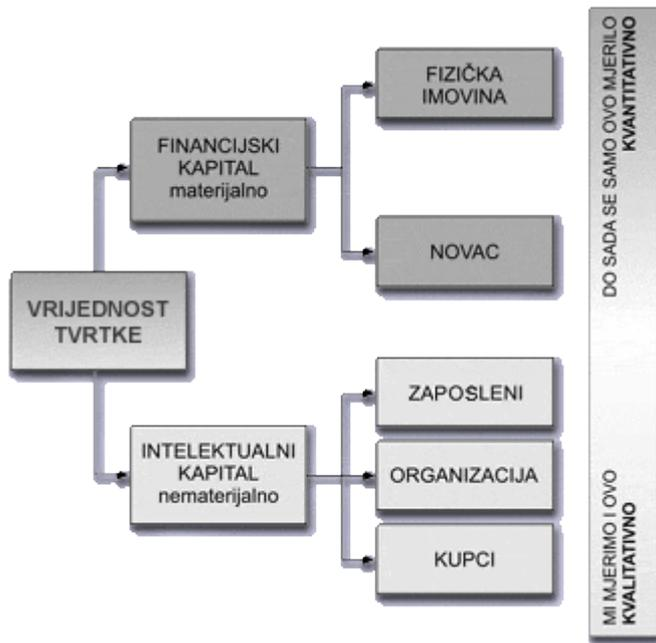 FIZIČKA
IMOVINA
FINANCIJSKI
KAPITAL
materijalno
NOVAC
VRIJEDNOST
TVRTKE
ZAPOSLENI
INTELEKTUALNI
KAPITAL
nematerijalno
ORGANIZACIJA
KUPCI
DO SADA SE SAMO OVO MJERILO
KVANTITATIVNO
MI MJERIMO I OVO
KVALITATIVNO